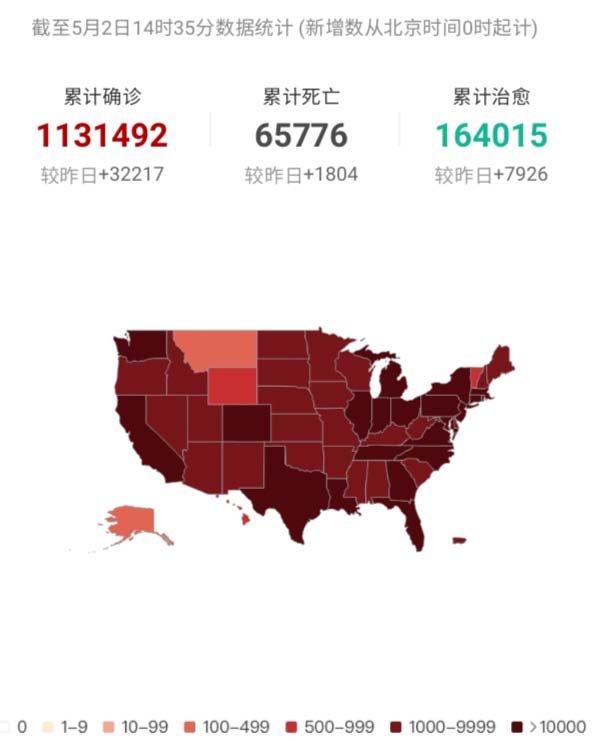 截至5月2日14时35分数据统计 (新增数从北京时间0时起计)
累计确诊 累计死亡 累计治愈
1131492 65776 164015
较昨日+32217 较昨日+1804 较昨日+7926
0 1-9 10-99 100-499 500-999 1000-9999 >10000